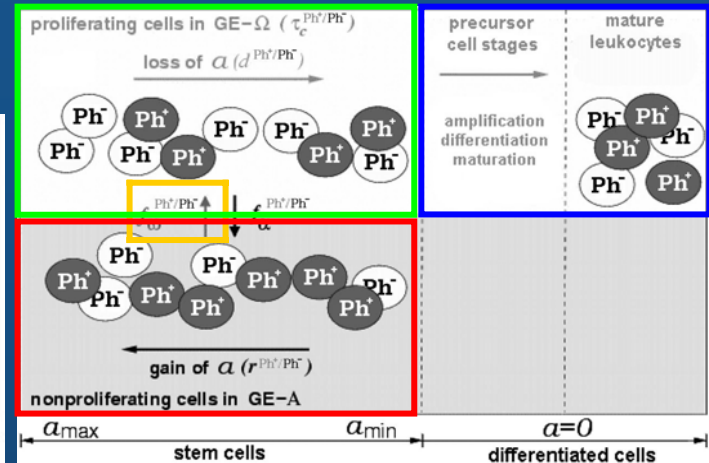 proliferating cells in GE-Ω (τc Ph⁺/Ph⁻)
loss of a (d Ph⁺/Ph⁻)
precursor
cell stages
mature
leukocytes
amplification
differentiation
maturation
Ph⁻ Ph⁺ Ph⁻ Ph⁻ Ph⁺
Ph⁻ Ph⁻ Ph⁺ Ph⁺ Ph⁻
Ph⁻ Ph⁺ Ph⁻
Ph⁺
Ph⁻ Ph⁺
fω Ph⁺/Ph⁻ fα Ph⁺/Ph⁻
Ph⁻ Ph⁻
Ph⁺ Ph⁺ Ph⁺ Ph⁻
Ph⁻ Ph⁺ Ph⁺ Ph⁺
gain of a (r Ph⁺/Ph⁻)
nonproliferating cells in GE-A
amax amin a=0
stem cells differentiated cells